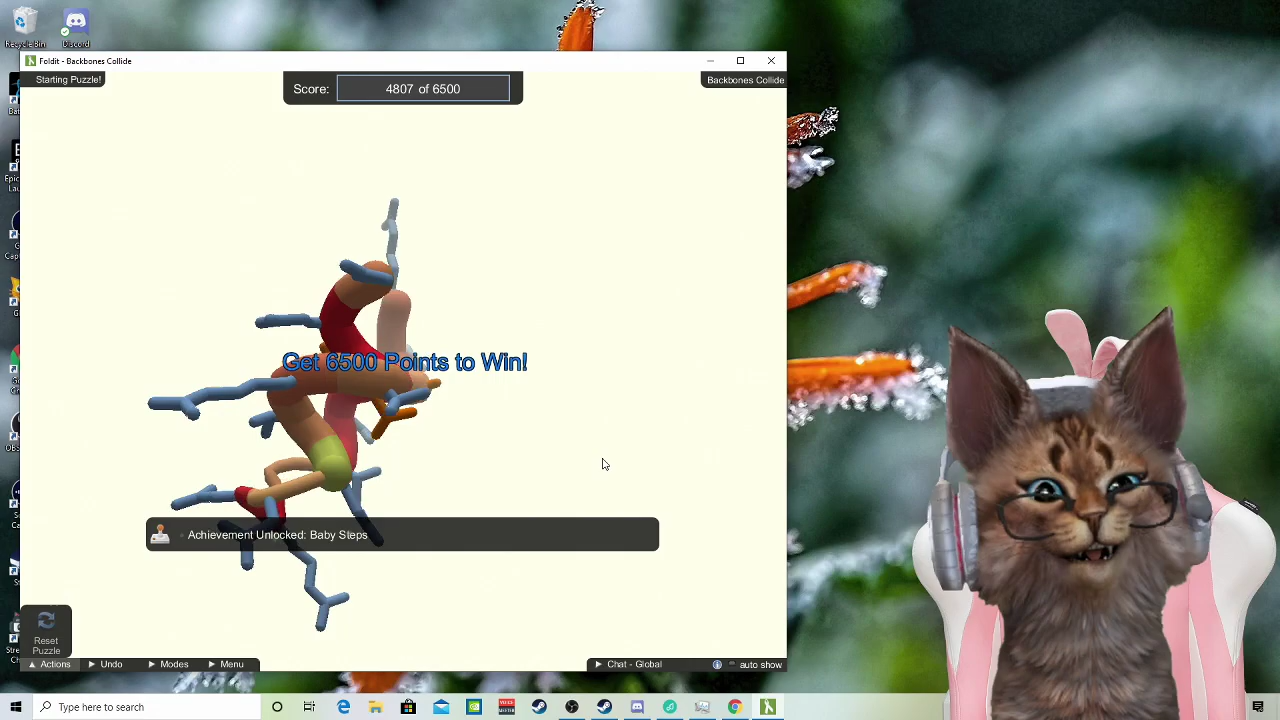 Recycle Bin
Discord
Foldit - Backbones Collide
Starting Puzzle!
Score:
4807 of 6500
Backbones Collide
Get 6500 Points to Win!
Achievement Unlocked: Baby Steps
Reset
Puzzle
Actions
Undo
Modes
Menu
Chat - Global
auto show
Type here to search